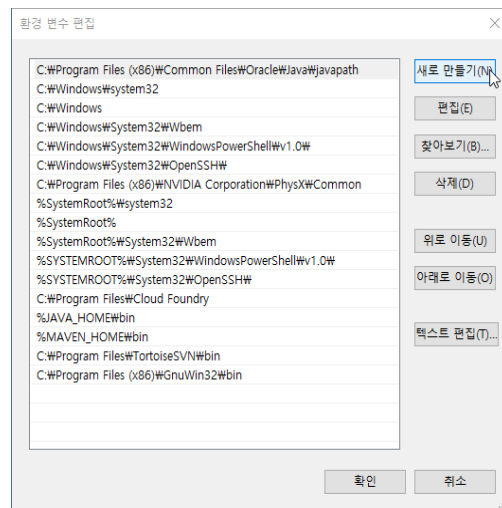 환경 변수 편집
C:₩Program Files (x86)₩Common Files₩Oracle₩Java₩javapath
C:₩Windows₩system32
C:₩Windows
C:₩Windows₩System32₩Wbem
C:₩Windows₩System32₩WindowsPowerShell₩v1.0₩
C:₩Windows₩System32₩OpenSSH₩
C:₩Program Files (x86)₩NVIDIA Corporation₩PhysX₩Common
%SystemRoot%₩system32
%SystemRoot%
%SystemRoot%₩System32₩Wbem
%SYSTEMROOT%₩System32₩WindowsPowerShell₩v1.0₩
%SYSTEMROOT%₩System32₩OpenSSH₩
C:₩Program Files₩Cloud Foundry
%JAVA_HOME₩bin
%MAVEN_HOME₩bin
C:₩Program Files₩TortoiseSVN₩bin
C:₩Program Files (x86)₩GnuWin32₩bin
새로 만들기(N)
편집(E)
찾아보기(B)...
삭제(D)
위로 이동(U)
아래로 이동(O)
텍스트 편집(T)...
확인
취소